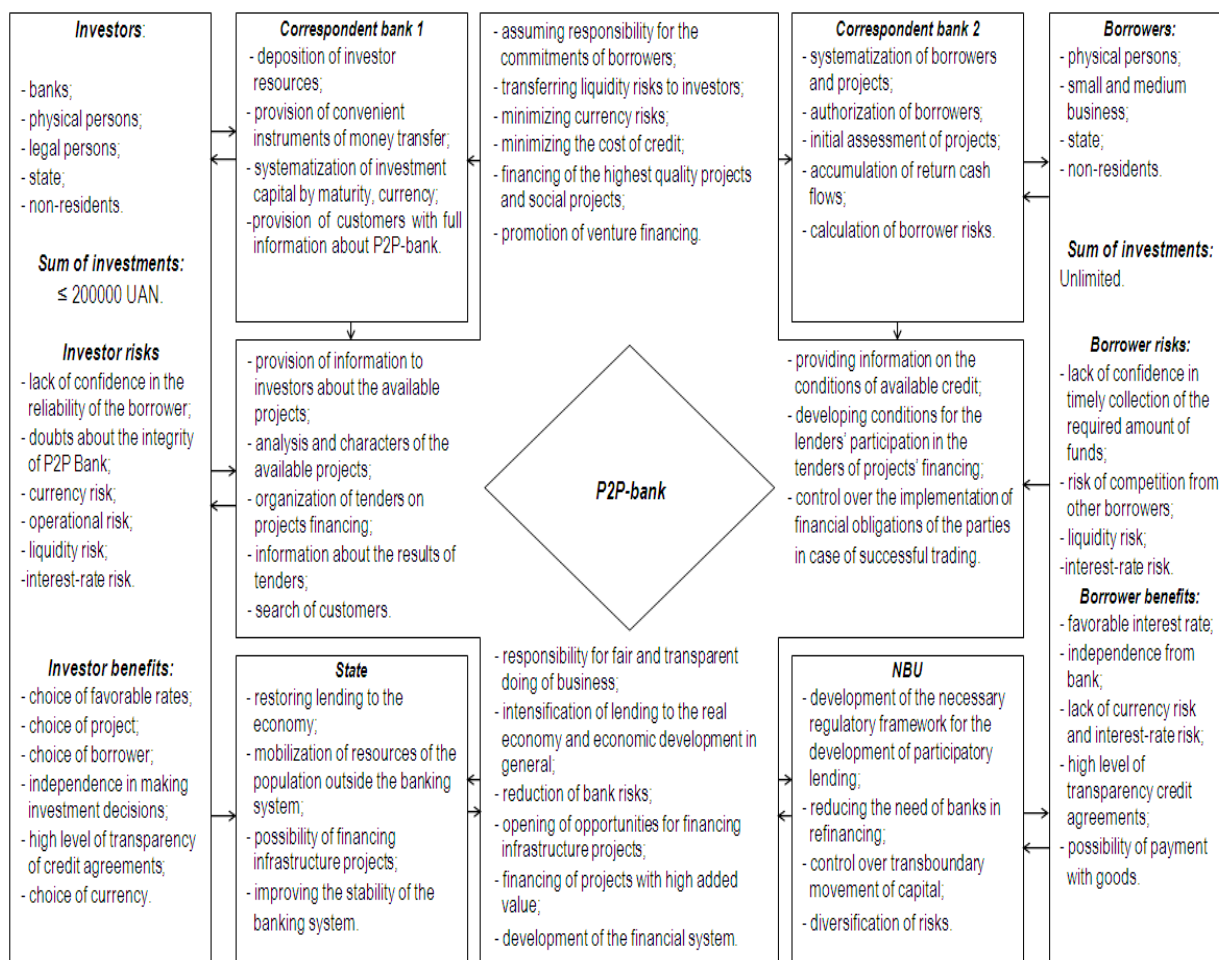 Investors:
- banks;
- physical persons;
- legal persons;
- state;
- non-residents.
Sum of investments:
≤ 200000 UAN.
Investor risks
- lack of confidence in the
reliability of the borrower;
- doubts about the integrity
of P2P Bank;
- currency risk;
- operational risk;
- liquidity risk;
-interest-rate risk.
Investor benefits:
- choice of favorable rates;
- choice of project;
- choice of borrower;
- independence in making
investment decisions;
- high level of transparency
of credit agreements;
- choice of currency.
Correspondent bank 1
- deposition of investor
resources;
- provision of convenient
instruments of money transfer;
- systematization of investment
capital by maturity, currency;
-provision of customers with full
information about P2P-bank.
- assuming responsibility for the
commitments of borrowers;
- transferring liquidity risks to investors;
- minimizing currency risks;
- minimizing the cost of credit;
- financing of the highest quality projects
and social projects;
- promotion of venture financing.
Correspondent bank 2
- systematization of borrowers
and projects;
- authorization of borrowers;
- initial assessment of projects;
- accumulation of return cash
flows;
- calculation of borrower risks.
- provision of information to
investors about the available
projects;
- analysis and characters of the
available projects;
- organization of tenders on
projects financing;
- information about the results of
tenders;
- search of customers.
P2P-bank
- providing information on the
conditions of available credit;
- developing conditions for the
lenders’ participation in the
tenders of projects’ financing;
- control over the implementation of
financial obligations of the parties
in case of successful trading.
State
- restoring lending to the
economy;
- mobilization of resources of the
population outside the banking
system;
- possibility of financing
infrastructure projects;
- improving the stability of the
banking system.
- responsibility for fair and transparent
doing of business;
- intensification of lending to the real
economy and economic development in
general;
- reduction of bank risks;
- opening of opportunities for financing
infrastructure projects;
- financing of projects with high added
value;
- development of the financial system.
NBU
- development of the necessary
regulatory framework for the
development of participatory
lending;
- reducing the need of banks in
refinancing;
- control over transboundary
movement of capital;
- diversification of risks.
Borrowers:
- physical persons;
- small and medium
business;
- state;
- non-residents.
Sum of investments:
Unlimited.
Borrower risks:
- lack of confidence in
timely collection of the
required amount of
funds;
- risk of competition from
other borrowers;
- liquidity risk;
-interest-rate risk.
Borrower benefits:
- favorable interest rate;
- independence from
bank;
- lack of currency risk
and interest-rate risk;
- high level of
transparency credit
agreements;
- possibility of payment
with goods.